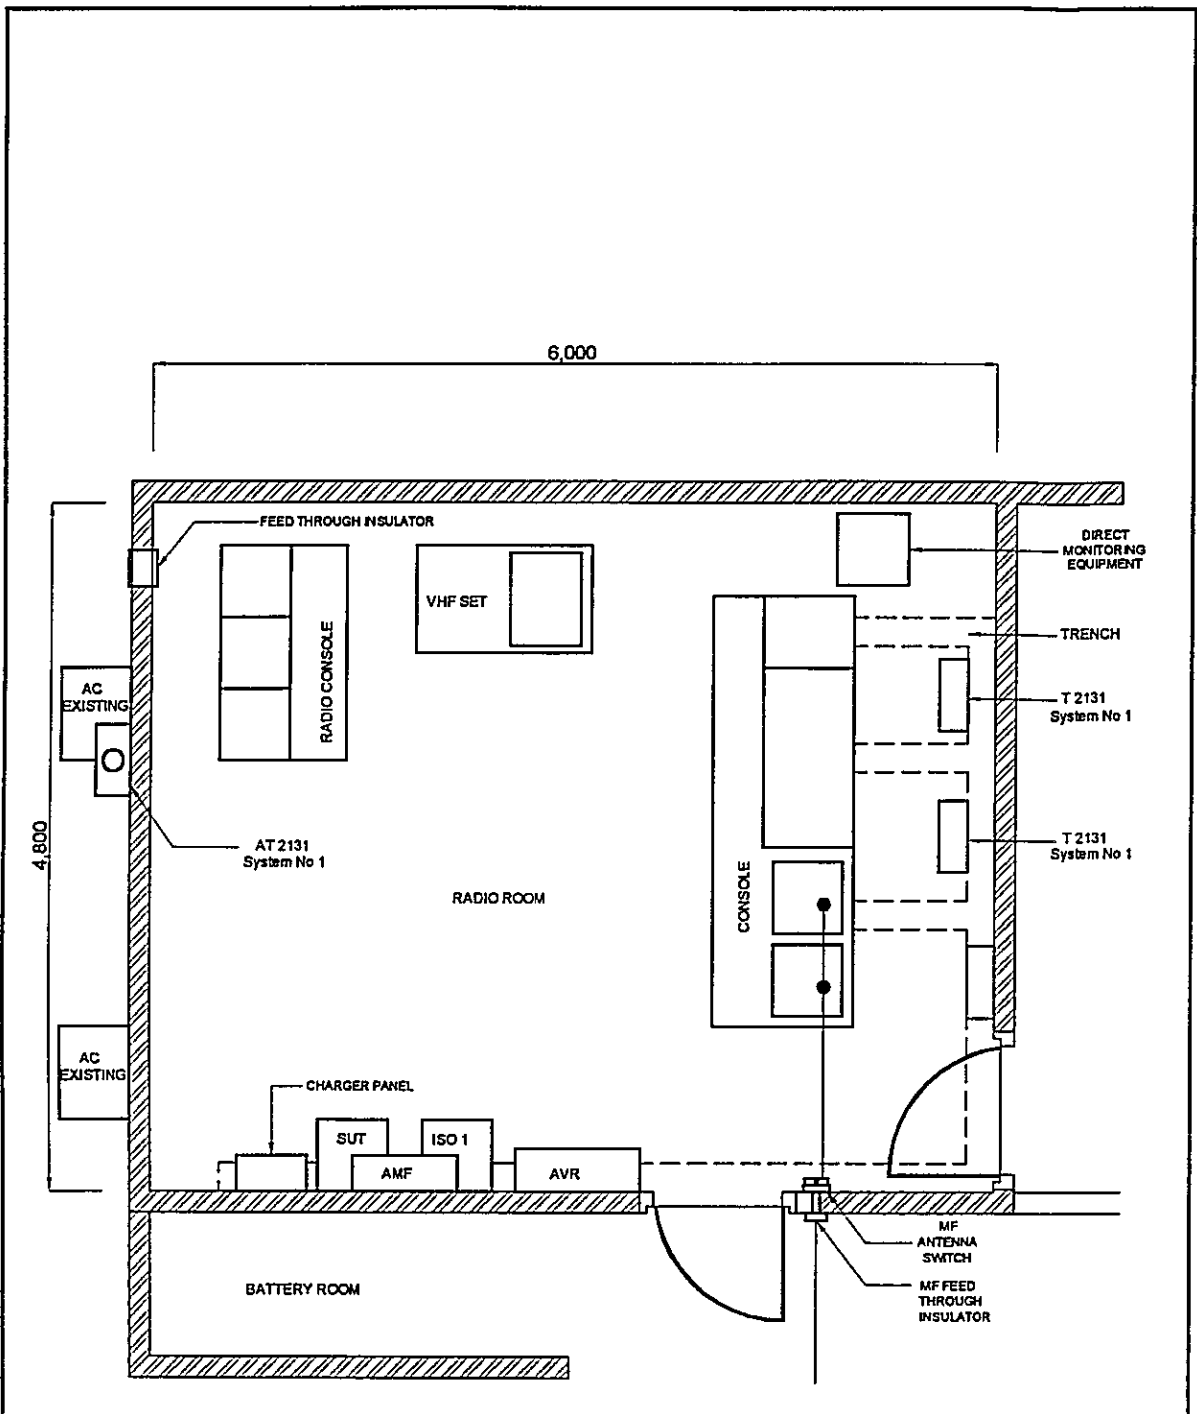 6,000
FEED THROUGH INSULATOR
DIRECT
MONITORING
EQUIPMENT
VHF SET
RADIO CONSOLE
TRENCH
AC
EXISTING
T 2131
System No 1
4,800
AT 2131
System No 1
T 2131
System No 1
CONSOLE
RADIO ROOM
AC
EXISTING
CHARGER PANEL
SUT
ISO 1
AMF
AVR
MF
ANTENNA
SWITCH
BATTERY ROOM
MF FEED
THROUGH
INSULATOR